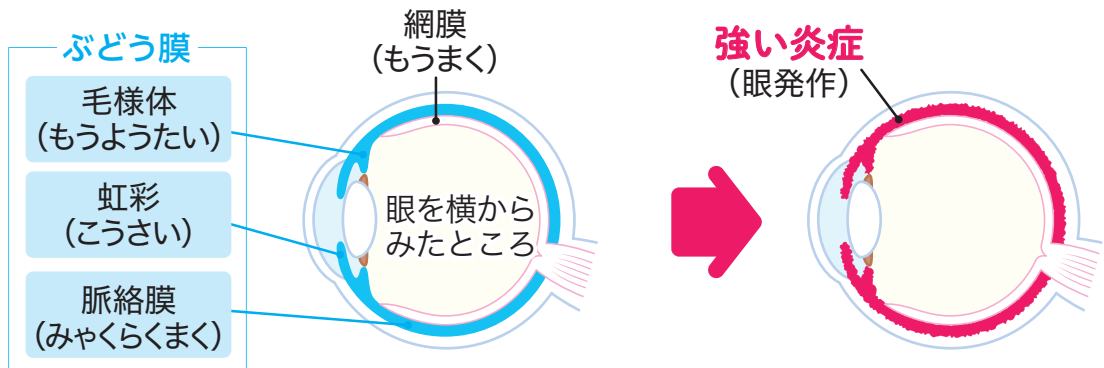 ぶどう膜
毛様体
(もうようたい)
虹彩
(こうさい)
脈絡膜
(みゃくらくまく)
網膜
(もうまく)
眼を横から
みたところ
強い炎症
(眼発作)